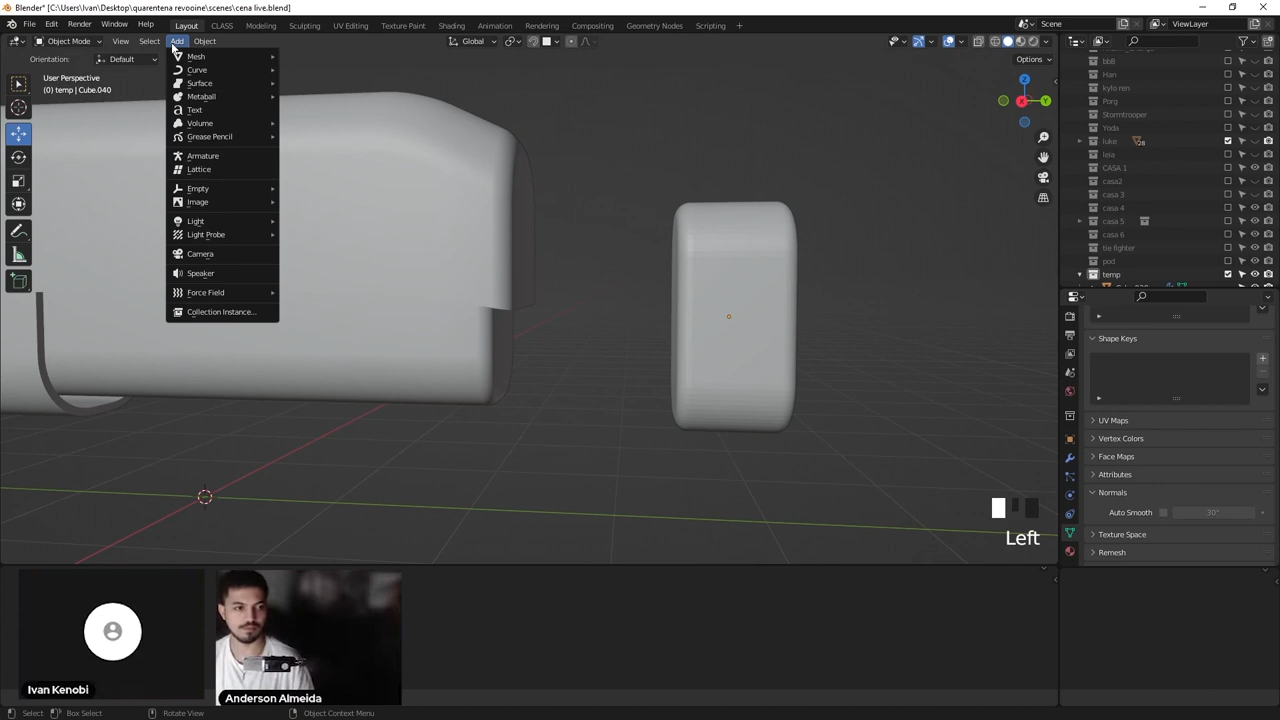 Blender* [C:\Users\Ivan\Desktop\quarentena revooine\scenes\cena live.blend]
File Edit Render Window Help Layout CLASS Modeling Sculpting UV Editing Texture Paint Shading Animation Rendering Compositing Geometry Nodes Scripting + Scene ViewLayer
Object Mode View Select Add Object Global
Orientation: Default Options
User Perspective
(0) temp | Cube.040
Mesh
Curve
Surface
Metaball
Text
Volume
Grease Pencil
Armature
Lattice
Empty
Image
Light
Light Probe
Camera
Speaker
Force Field
Collection Instance...
Z
Y
X
bb8
Han
kylo ren
Porg
Stormtrooper
Yoda
luke 28
leia
CASA 1
casa2
casa 3
casa 4
casa 5
casa 6
tie fighter
pod
temp
Shape Keys
UV Maps
Vertex Colors
Face Maps
Attributes
Normals
Auto Smooth 30°
Texture Space
Remesh
Left
Ivan Kenobi
Anderson Almeida
Select Box Select Rotate View Object Context Menu